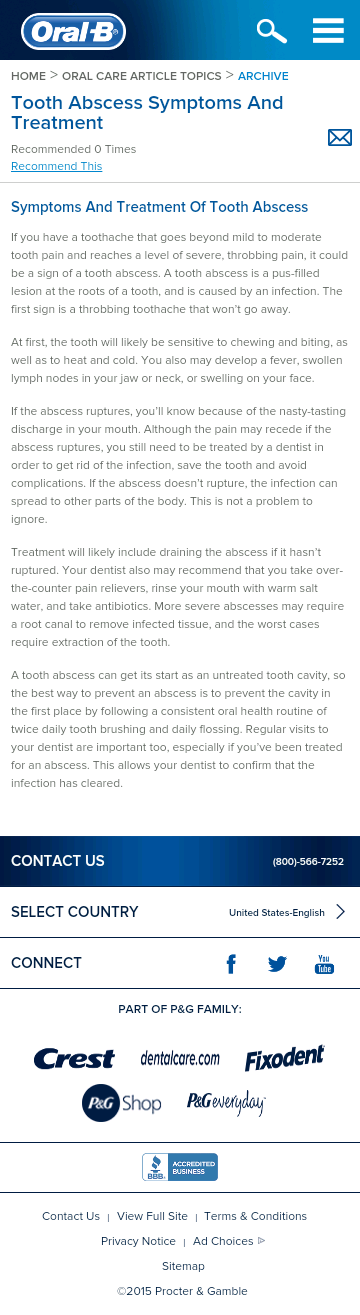 Oral-B
HOME > ORAL CARE ARTICLE TOPICS > ARCHIVE
Tooth Abscess Symptoms And
Treatment
Recommended 0 Times
Recommend This
Symptoms And Treatment Of Tooth Abscess
If you have a toothache that goes beyond mild to moderate
tooth pain and reaches a level of severe, throbbing pain, it could
be a sign of a tooth abscess. A tooth abscess is a pus-filled
lesion at the roots of a tooth, and is caused by an infection. The
first sign is a throbbing toothache that won't go away.
At first, the tooth will likely be sensitive to chewing and biting, as
well as to heat and cold. You also may develop a fever, swollen
lymph nodes in your jaw or neck, or swelling on your face.
If the abscess ruptures, you'll know because of the nasty-tasting
discharge in your mouth. Although the pain may recede if the
abscess ruptures, you still need to be treated by a dentist in
order to get rid of the infection, save the tooth and avoid
complications. If the abscess doesn't rupture, the infection can
spread to other parts of the body. This is not a problem to
ignore.
Treatment will likely include draining the abscess if it hasn't
ruptured. Your dentist also may recommend that you take over-
the-counter pain relievers, rinse your mouth with warm salt
water, and take antibiotics. More severe abscesses may require
a root canal to remove infected tissue, and the worst cases
require extraction of the tooth.
A tooth abscess can get its start as an untreated tooth cavity, so
the best way to prevent an abscess is to prevent the cavity in
the first place by following a consistent oral health routine of
twice daily tooth brushing and daily flossing. Regular visits to
your dentist are important too, especially if you've been treated
for an abscess. This allows your dentist to confirm that the
infection has cleared.
CONTACT US (800)-566-7252
SELECT COUNTRY United States-English
CONNECT f You Tube
PART OF P&G FAMILY:
Crest dentalcare.com Fixodent
P&G Shop P&G everyday
BBB ACCREDITED
BUSINESS
Contact Us | View Full Site | Terms & Conditions
Privacy Notice | Ad Choices
Sitemap
©2015 Procter & Gamble